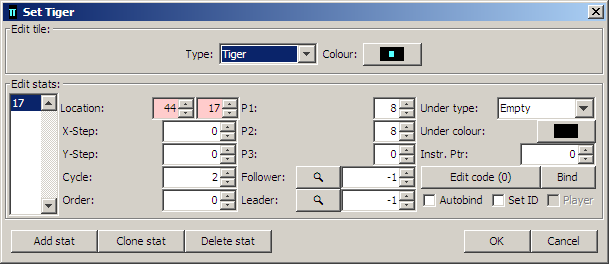 Set Tiger
Edit tile:
Type: Tiger Colour:
Edit stats:
17
Location: 44 17 P1: 8 Under type: Empty
X-Step: 0 P2: 8 Under colour:
Y-Step: 0 P3: 0 Instr. Ptr: 0
Cycle: 2 Follower: -1 Edit code (0) Bind
Order: 0 Leader: -1 Autobind Set ID Player
Add stat Clone stat Delete stat OK Cancel